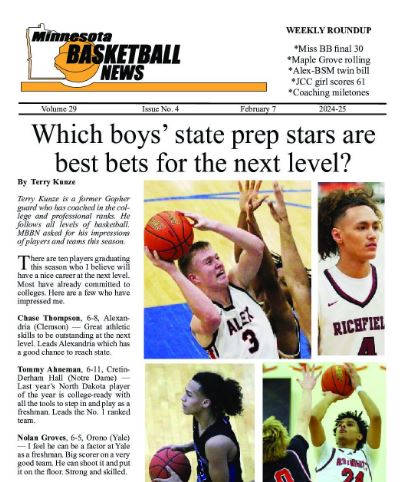 Minnesota
BASKETBALL
NEWS
WEEKLY ROUNDUP
*Miss BB final 30
*Maple Grove rolling
*Alex-BSM twin bill
*JCC girl scores 61
*Coaching miletones
Volume 29 Issue No. 4 February 7 2024-25
Which boys’ state prep stars are
best bets for the next level?
By Terry Kunze
Terry Kunze is a former Gopher
guard who has coached in the col-
lege and professional ranks. He
follows all levels of basketball.
MBBN asked for his impressions
of players and teams this season.
There are ten players graduating
this season who I believe will
have a nice career at the next level.
Most have already committed to
colleges. Here are a few who have
impressed me.
Chase Thompson, 6-8, Alexan-
dria (Clemson) — Great athletic
skills to be outstanding at the next
level. Leads Alexandria which has
a good chance to reach state.
Tommy Ahneman, 6-11, Cretin-
Derham Hall (Notre Dame) —
Last year’s North Dakota player
of the year is college-ready with
all the tools to step in and play as a
freshman. Leads the No. 1 ranked
team.
Nolan Groves, 6-5, Orono (Yale)
— I feel he can be a factor at Yale
as a freshman. Big scorer on a very
good team. He can shoot it and put
it on the floor. Strong and skilled.
ALEX
3
RICHFIELD
4
24